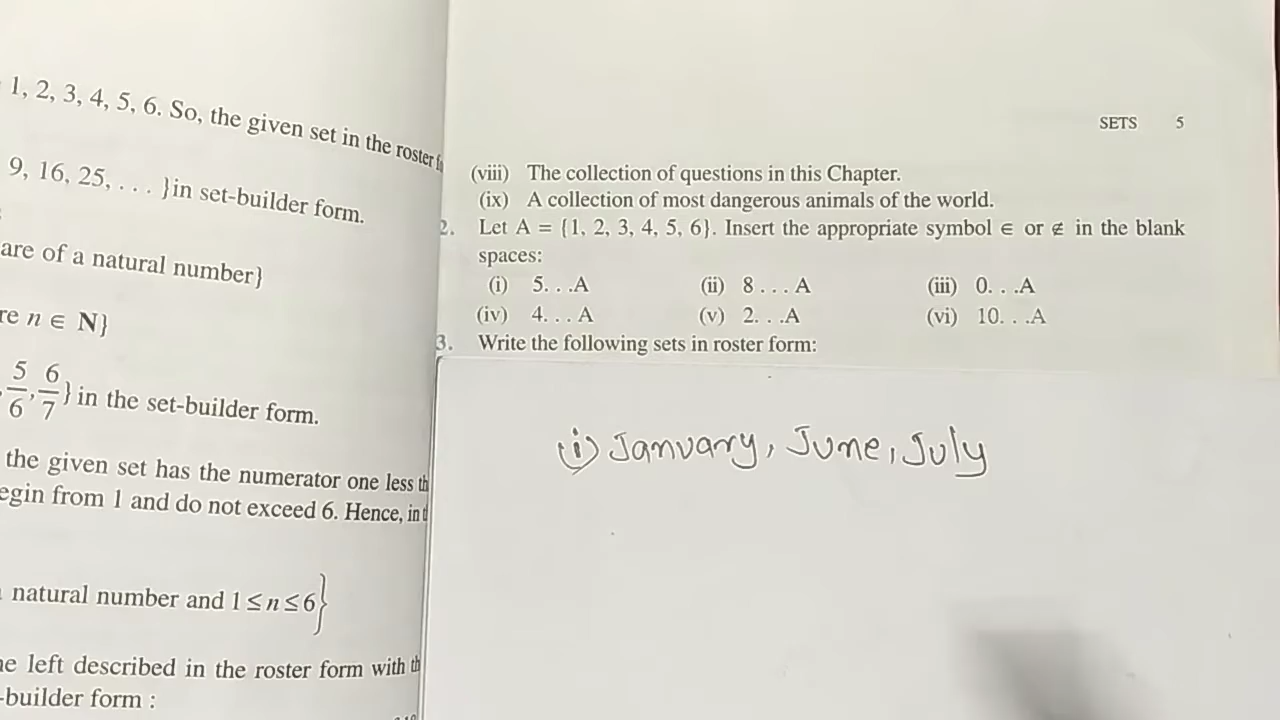 1, 2, 3, 4, 5, 6. So, the given set in the roster
9, 16, 25, . . . }in set-builder form.
are of a natural number}
re n ∈ N}
5/6, 6/7} in the set-builder form.
the given set has the numerator one less th
egin from 1 and do not exceed 6. Hence, in t
natural number and 1 ≤ n ≤ 6}
he left described in the roster form with th
-builder form :
SETS 5
(viii) The collection of questions in this Chapter.
(ix) A collection of most dangerous animals of the world.
2. Let A = {1, 2, 3, 4, 5, 6}. Insert the appropriate symbol ∈ or ∉ in the blank
spaces:
(i) 5. . .A (ii) 8 . . . A (iii) 0. . .A
(iv) 4. . . A (v) 2. . .A (vi) 10. . .A
3. Write the following sets in roster form:
(i) January, June, July